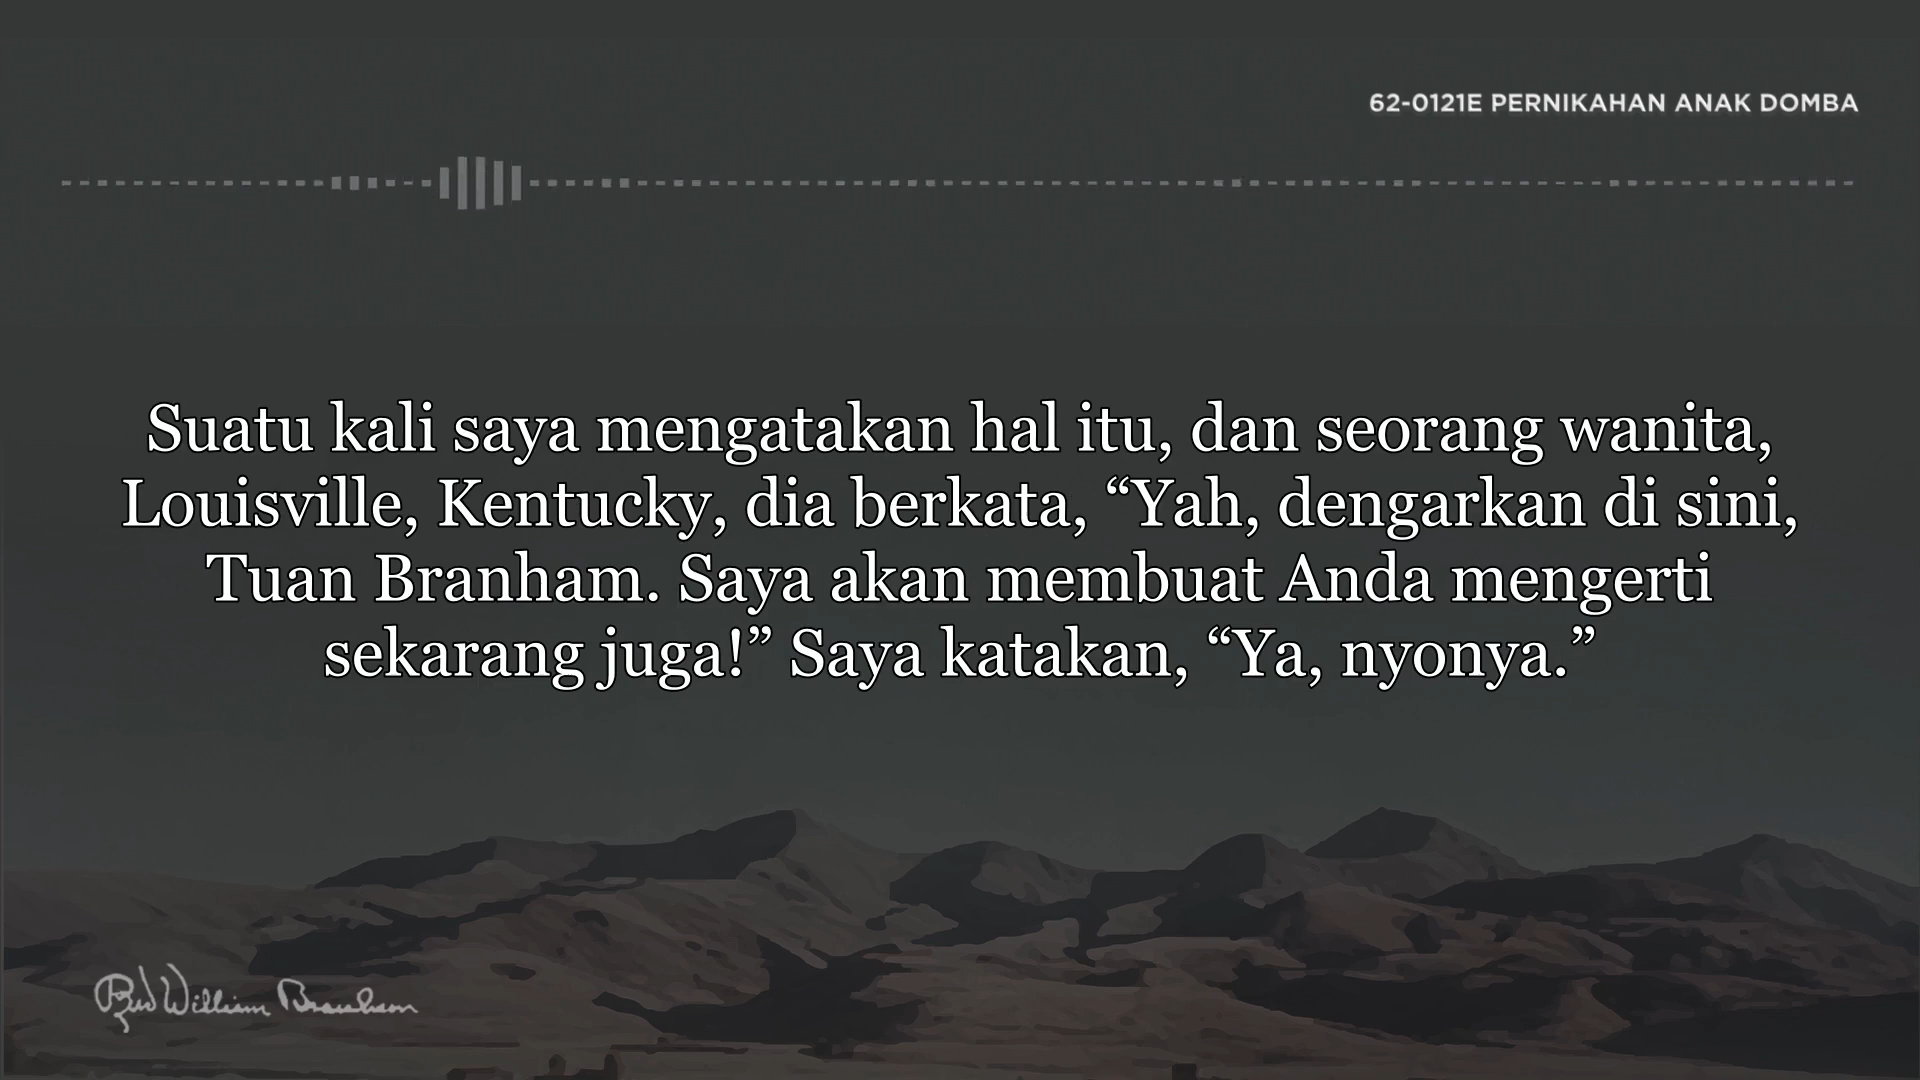 62-0121E PERNIKAHAN ANAK DOMBA
Suatu kali saya mengatakan hal itu, dan seorang wanita,
Louisville, Kentucky, dia berkata, “Yah, dengarkan di sini,
Tuan Branham. Saya akan membuat Anda mengerti
sekarang juga!” Saya katakan, “Ya, nyonya.”
Rev William Branham